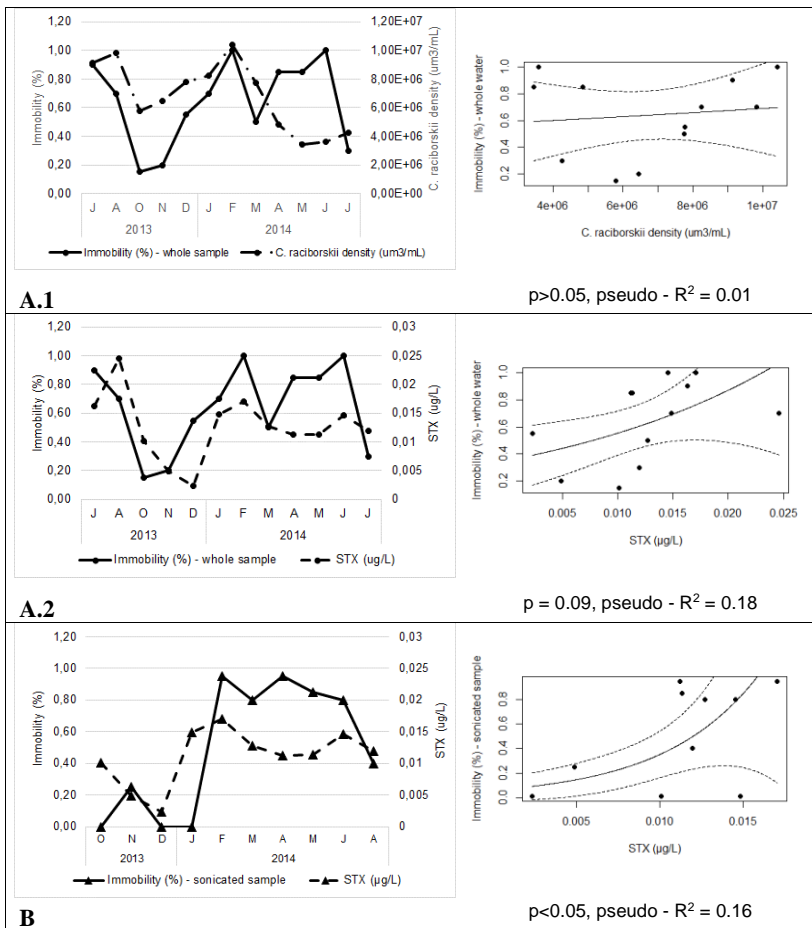 1,20
1,00
0,80
0,60
0,40
0,20
0,00
Immobility (%)
1,20E+07
1,00E+07
8,00E+06
6,00E+06
4,00E+06
2,00E+06
0,00E+00
C. raciborskii density (um3/mL)
J A O N D J F M A M J J
2013 2014
Immobility (%) - whole sample C. raciborskii density (um3/mL)
A.1
Immobility (%) - whole water
1.0
0.8
0.6
0.4
0.2
4e+06 6e+06 8e+06 1e+07
C. raciborskii density (um3/mL)
p>0.05, pseudo - R² = 0.01
1,20
1,00
0,80
0,60
0,40
0,20
0,00
Immobility (%)
0,03
0,025
0,02
0,015
0,01
0,005
0
STX (ug/L)
J A O N D J F M A M J J
2013 2014
Immobility (%) - whole sample STX (ug/L)
A.2
Immobility (%) - whole water
1.0
0.8
0.6
0.4
0.2
0.005 0.010 0.015 0.020 0.025
STX (µg/L)
p = 0.09, pseudo - R² = 0.18
1,20
1,00
0,80
0,60
0,40
0,20
0,00
Immobility (%)
0,03
0,025
0,02
0,015
0,01
0,005
0
STX (ug/L)
O N D J F M A M J A
2013 2014
Immobility (%) - sonicated sample STX (µg/L)
B
Immobility (%) - sonicated sample
0.8
0.6
0.4
0.2
0.0
0.005 0.010 0.015
STX (µg/L)
p<0.05, pseudo - R² = 0.16